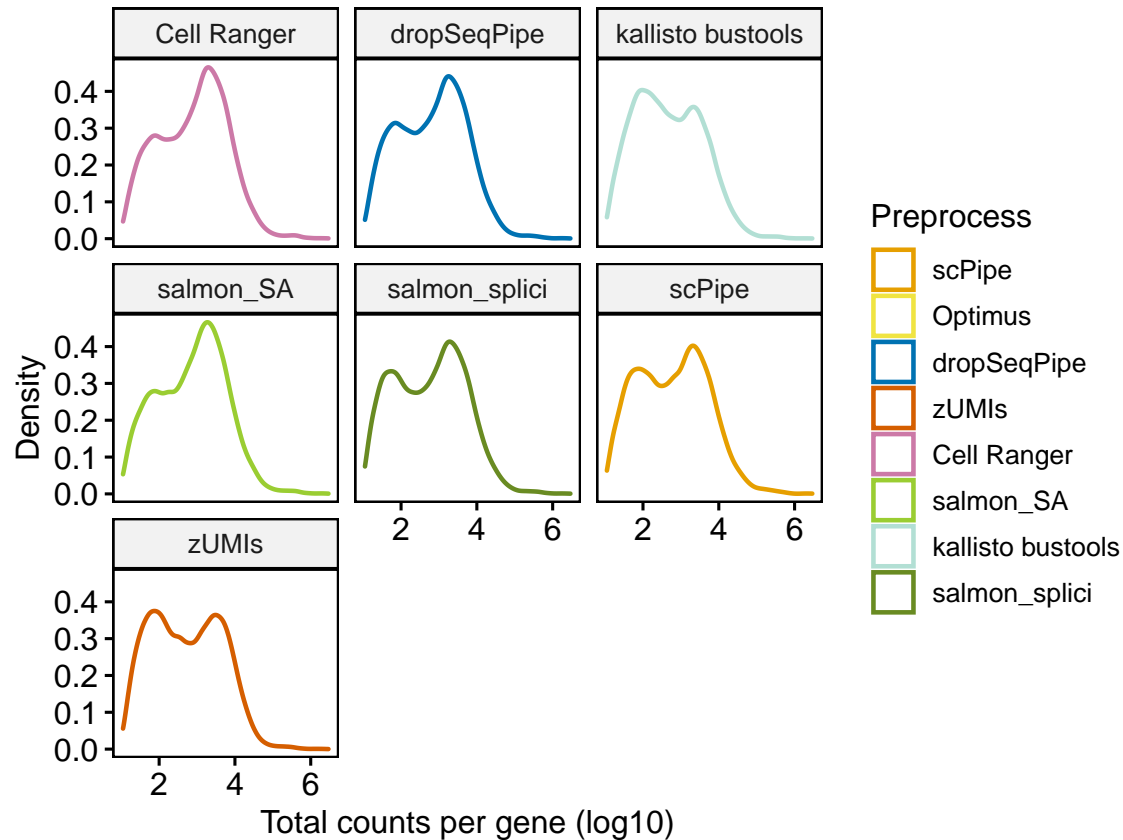 Cell Ranger
dropSeqPipe
kallisto bustools
0.4
0.3
0.2
0.1
0.0
salmon_SA
salmon_splici
scPipe
0.4
0.3
0.2
0.1
0.0
2 4 6
2 4 6
zUMIs
0.4
0.3
0.2
0.1
0.0
2 4 6
Density
Total counts per gene (log10)
Preprocess
scPipe
Optimus
dropSeqPipe
zUMIs
Cell Ranger
salmon_SA
kallisto bustools
salmon_splici